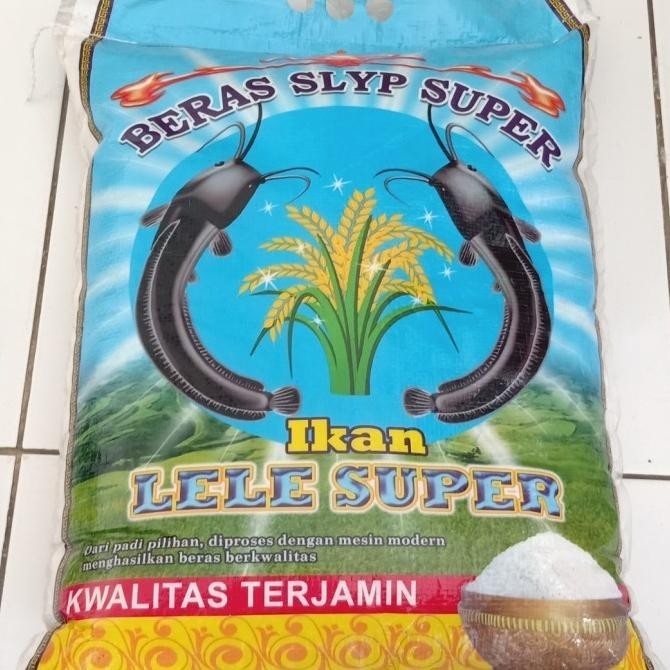 BERAS SLYP SUPER
Ikan
LELE SUPER
Dari padi pilihan, diproses dengan mesin modern
menghasilkan beras berkwalitas
KWALITAS TERJAMIN